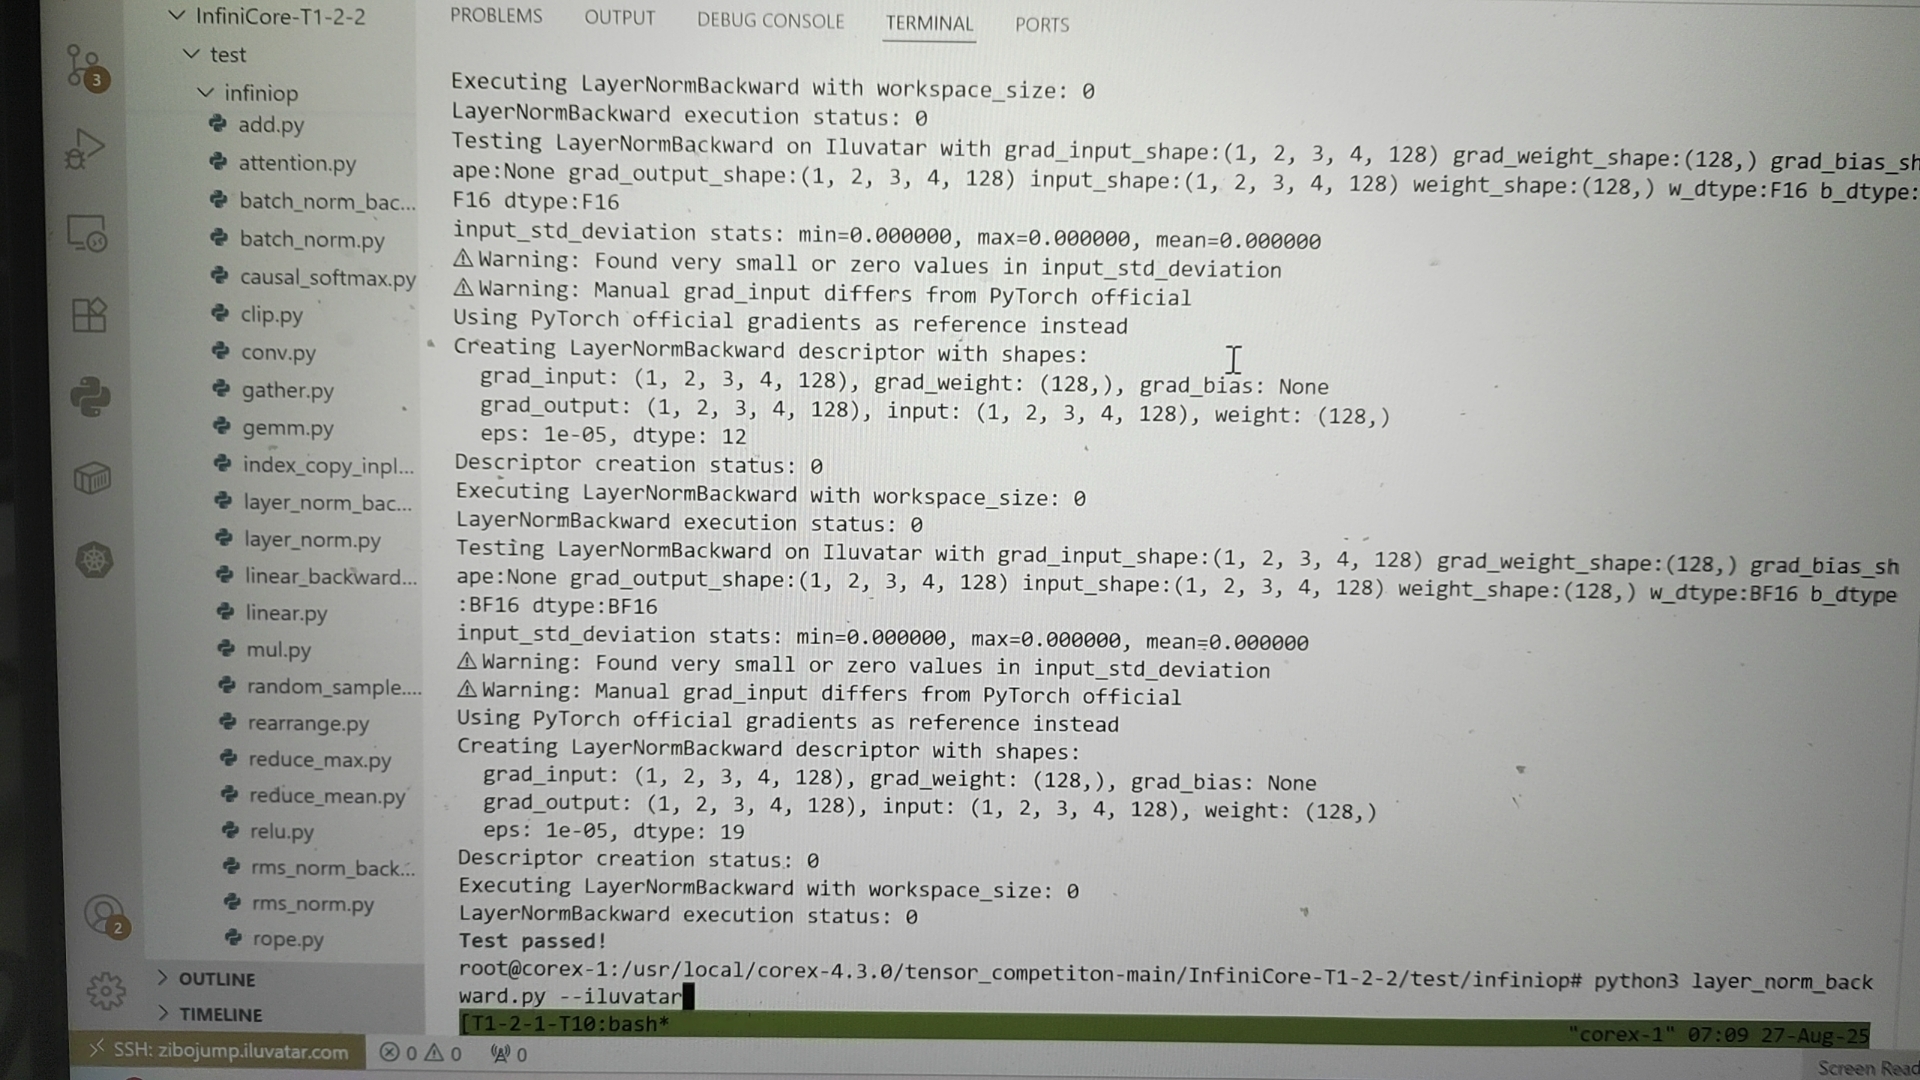 InfiniCore-T1-2-2
test
infiniop
add.py
attention.py
batch_norm_bac...
batch_norm.py
causal_softmax.py
clip.py
conv.py
gather.py
gemm.py
index_copy_inpl...
layer_norm_bac...
layer_norm.py
linear_backward...
linear.py
mul.py
random_sample....
rearrange.py
reduce_max.py
reduce_mean.py
relu.py
rms_norm_back...
rms_norm.py
rope.py
OUTLINE
TIMELINE
3
2
PROBLEMS OUTPUT DEBUG CONSOLE TERMINAL PORTS
Executing LayerNormBackward with workspace_size: 0
LayerNormBackward execution status: 0
Testing LayerNormBackward on Iluvatar with grad_input_shape:(1, 2, 3, 4, 128) grad_weight_shape:(128,) grad_bias_sh
ape:None grad_output_shape:(1, 2, 3, 4, 128) input_shape:(1, 2, 3, 4, 128) weight_shape:(128,) w_dtype:F16 b_dtype:
F16 dtype:F16
input_std_deviation stats: min=0.000000, max=0.000000, mean=0.000000
⚠ Warning: Found very small or zero values in input_std_deviation
⚠ Warning: Manual grad_input differs from PyTorch official
Using PyTorch official gradients as reference instead
Creating LayerNormBackward descriptor with shapes:
grad_input: (1, 2, 3, 4, 128), grad_weight: (128,), grad_bias: None
grad_output: (1, 2, 3, 4, 128), input: (1, 2, 3, 4, 128), weight: (128,)
eps: 1e-05, dtype: 12
Descriptor creation status: 0
Executing LayerNormBackward with workspace_size: 0
LayerNormBackward execution status: 0
Testing LayerNormBackward on Iluvatar with grad_input_shape:(1, 2, 3, 4, 128) grad_weight_shape:(128,) grad_bias_sh
ape:None grad_output_shape:(1, 2, 3, 4, 128) input_shape:(1, 2, 3, 4, 128) weight_shape:(128,) w_dtype:BF16 b_dtype
:BF16 dtype:BF16
input_std_deviation stats: min=0.000000, max=0.000000, mean=0.000000
⚠ Warning: Found very small or zero values in input_std_deviation
⚠ Warning: Manual grad_input differs from PyTorch official
Using PyTorch official gradients as reference instead
Creating LayerNormBackward descriptor with shapes:
grad_input: (1, 2, 3, 4, 128), grad_weight: (128,), grad_bias: None
grad_output: (1, 2, 3, 4, 128), input: (1, 2, 3, 4, 128), weight: (128,)
eps: 1e-05, dtype: 19
Descriptor creation status: 0
Executing LayerNormBackward with workspace_size: 0
LayerNormBackward execution status: 0
Test passed!
root@corex-1:/usr/local/corex-4.3.0/tensor_competiton-main/InfiniCore-T1-2-2/test/infiniop# python3 layer_norm_back
ward.py --iluvatar
[T1-2-1-T10:bash* "corex-1" 07:09 27-Aug-25
SSH: zibojump.iluvatar.com 0 0 0
Screen Read